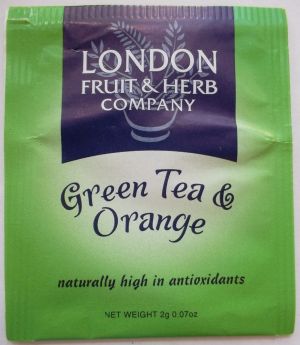 LONDON
FRUIT & HERB
COMPANY
Green Tea &
Orange
naturally high in antioxidants
NET WEIGHT 2g 0.07oz